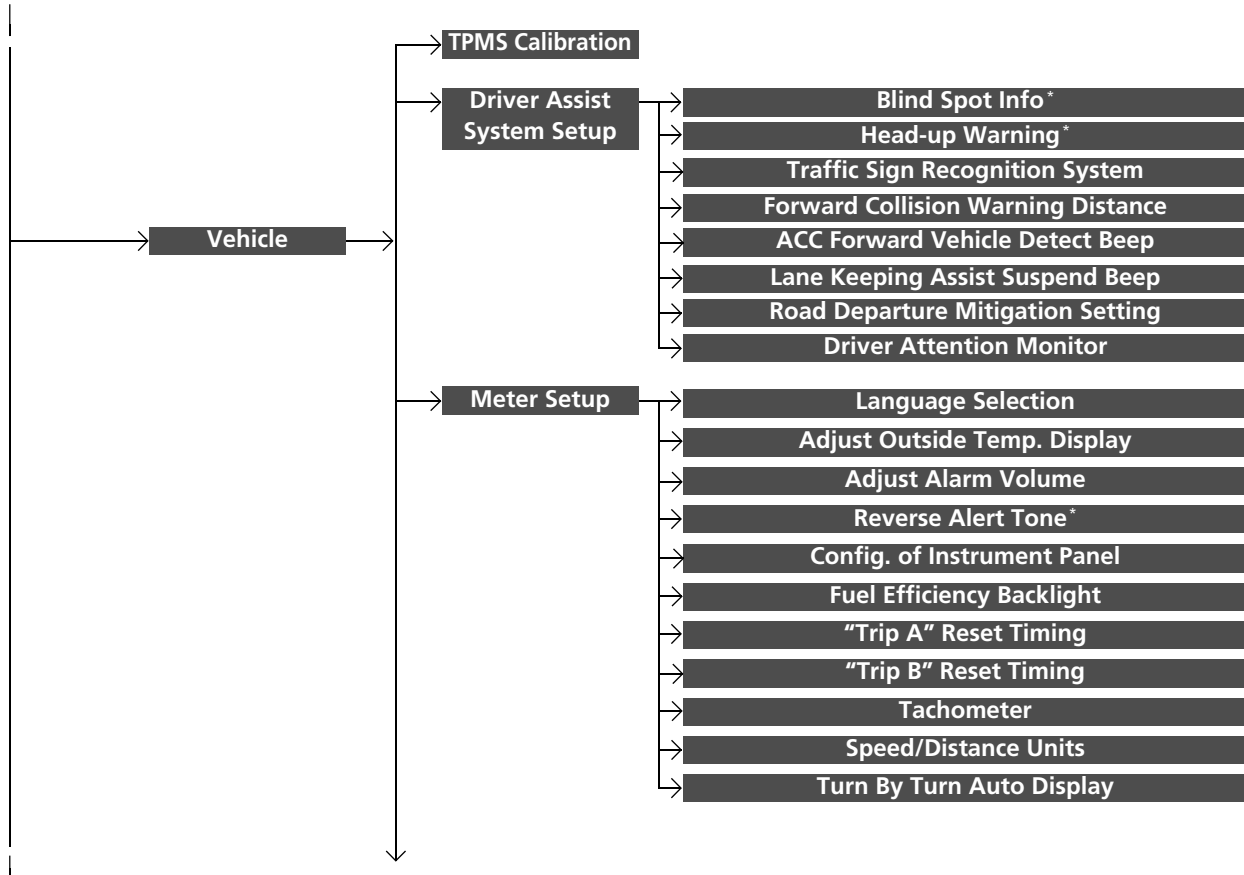 TPMS Calibration
Driver Assist
System Setup
Blind Spot Info*
Head-up Warning*
Traffic Sign Recognition System
Forward Collision Warning Distance
Vehicle
ACC Forward Vehicle Detect Beep
Lane Keeping Assist Suspend Beep
Road Departure Mitigation Setting
Driver Attention Monitor
Meter Setup
Language Selection
Adjust Outside Temp. Display
Adjust Alarm Volume
Reverse Alert Tone*
Config. of Instrument Panel
Fuel Efficiency Backlight
“Trip A” Reset Timing
“Trip B” Reset Timing
Tachometer
Speed/Distance Units
Turn By Turn Auto Display